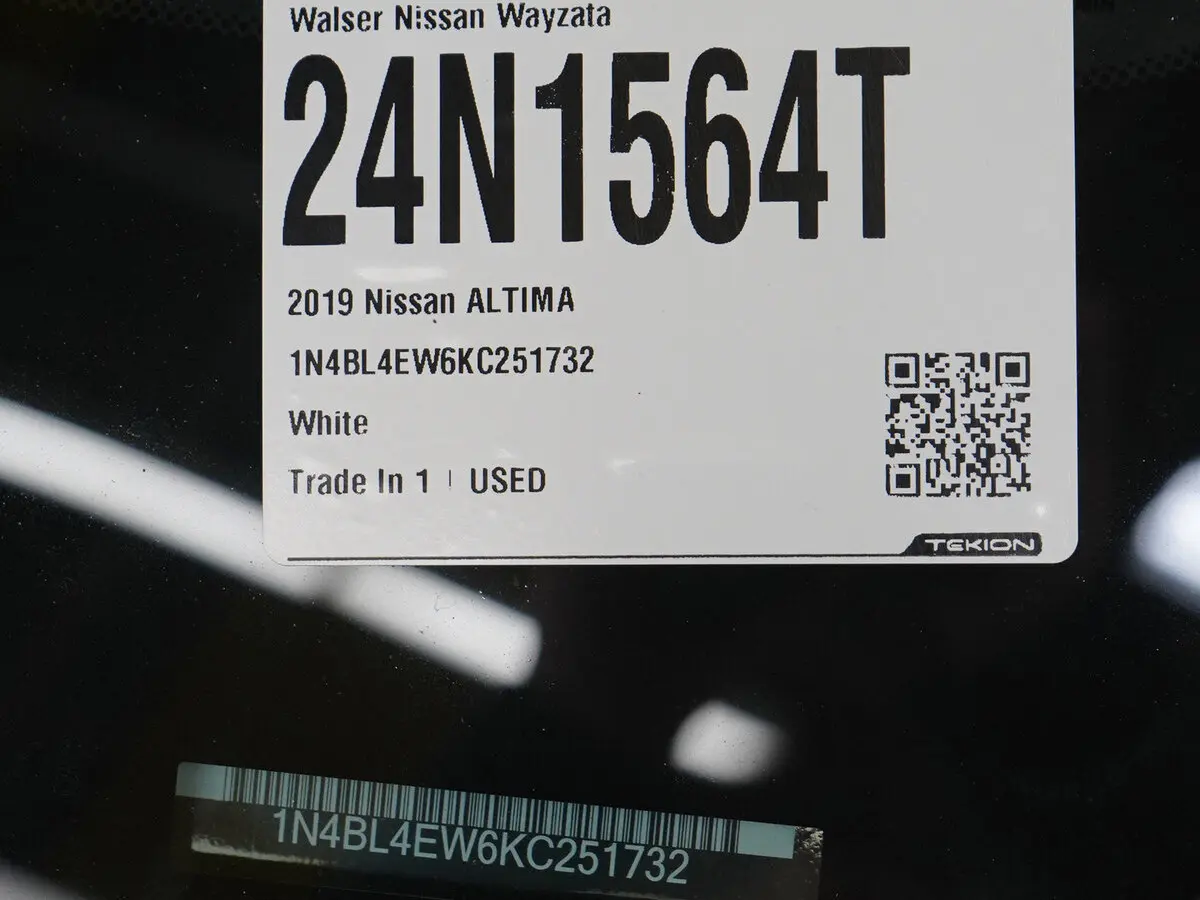 Walser Nissan Wayzata
24N1564T
2019 Nissan ALTIMA
1N4BL4EW6KC251732
White
Trade In 1 | USED
TEKION
1N4BL4EW6KC251732